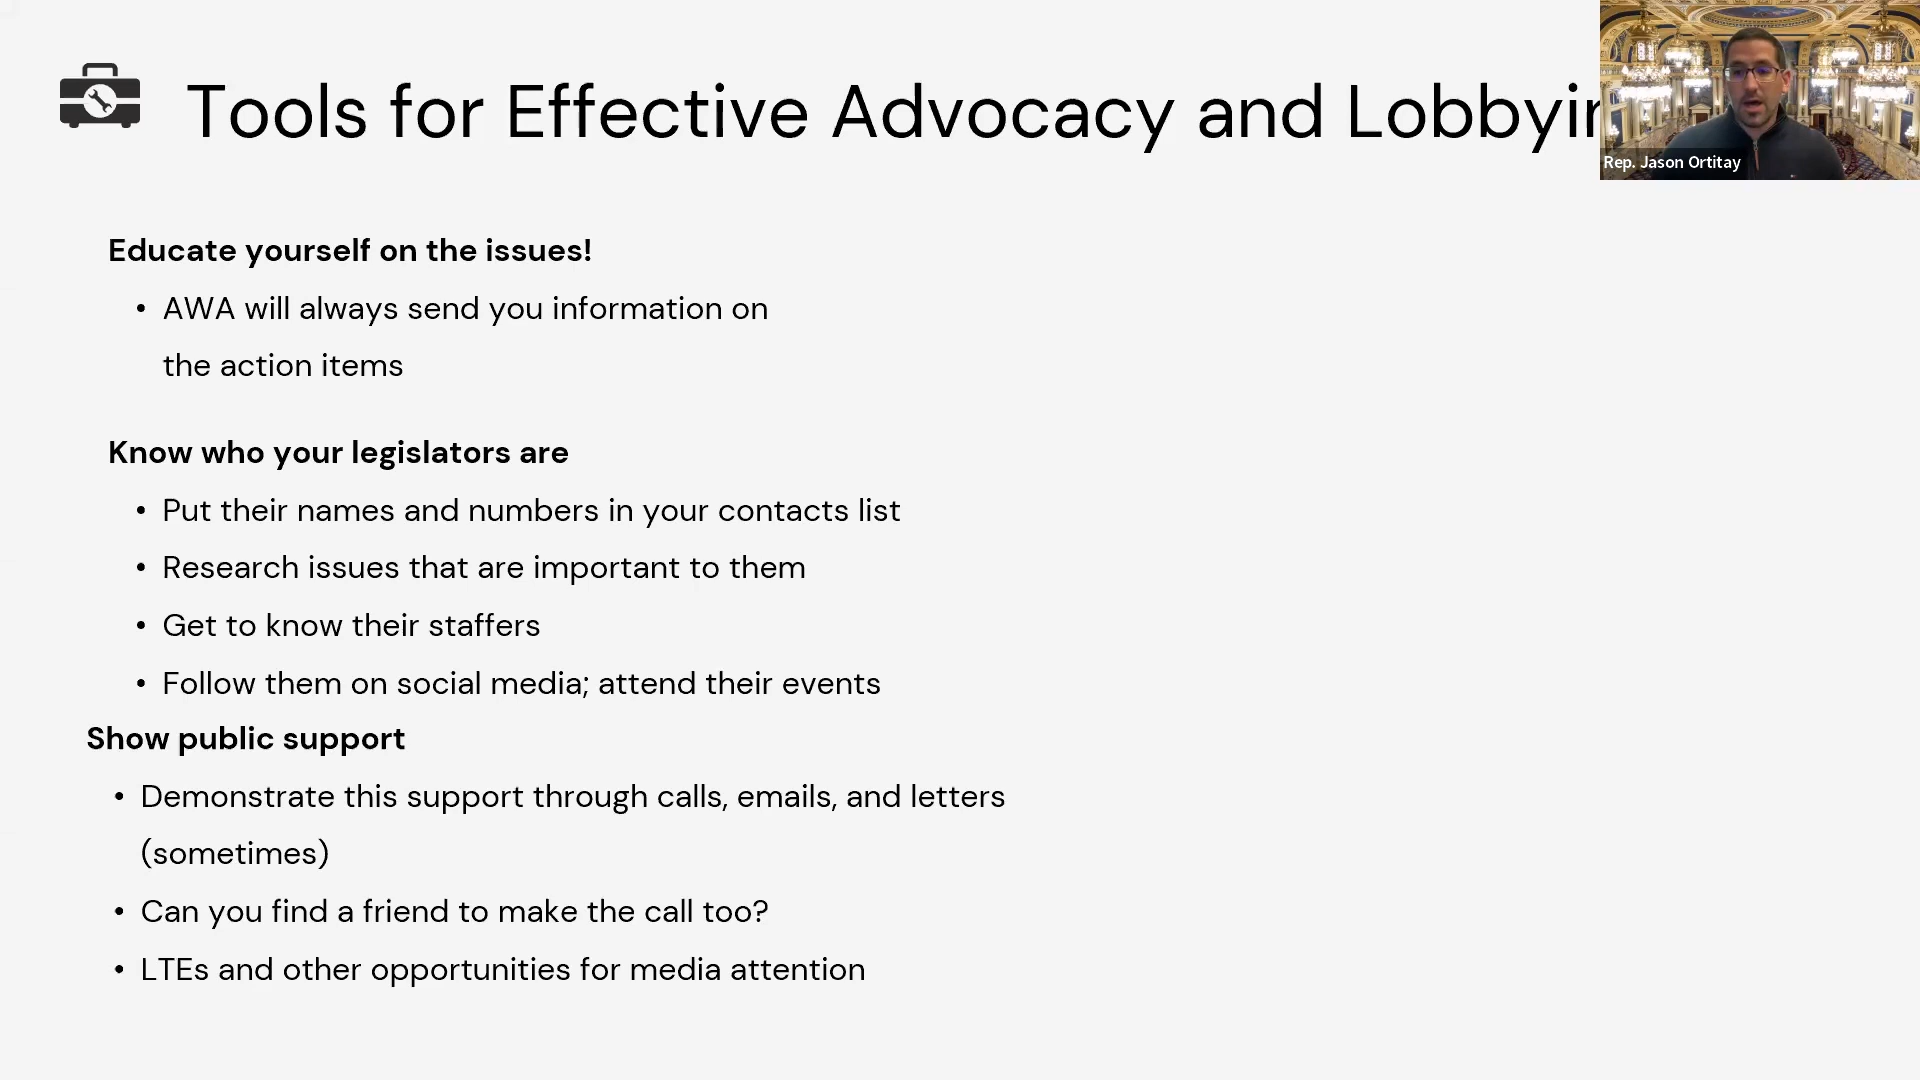 Tools for Effective Advocacy and Lobbyin
Rep. Jason Ortitay
Educate yourself on the issues!
• AWA will always send you information on
the action items
Know who your legislators are
• Put their names and numbers in your contacts list
• Research issues that are important to them
• Get to know their staffers
• Follow them on social media; attend their events
Show public support
• Demonstrate this support through calls, emails, and letters
(sometimes)
• Can you find a friend to make the call too?
• LTEs and other opportunities for media attention